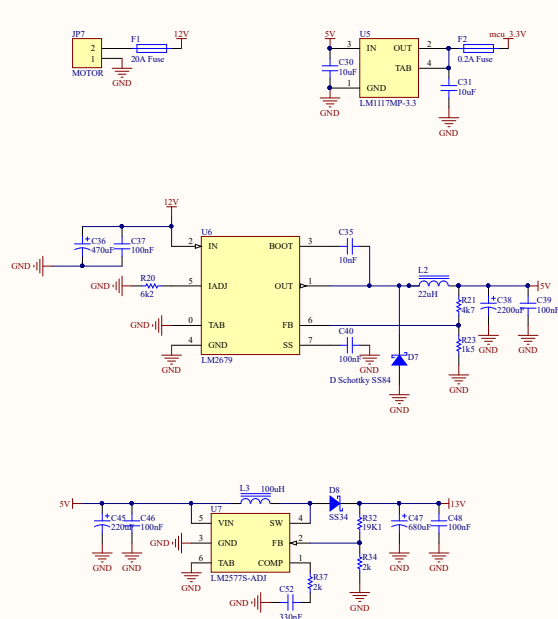 JP7
2
1
MOTOR
F1
20A Fuse
12V
GND
5V
C30
10uF
GND
U5
3
IN
OUT
2
TAB
4
1
GND
LM1117MP-3.3
F2
0.2A Fuse
mcu_3.3V
C31
10uF
GND
12V
C36
470uF
C37
100nF
GND
R20
6k2
GND
GND
GND
U6
2
IN
BOOT
3
5
IADJ
OUT
1
0
TAB
FB
6
4
GND
SS
7
LM2679
C35
10nF
L2
22uH
5V
R21
4k7
C38
2200uF
C39
100nF
C40
100nF
GND
D7
D Schottky SS84
GND
R23
1k5
GND
GND
GND
5V
C45
220uF
C46
100nF
GND
GND
L3
100uH
U7
5
VIN
SW
4
3
GND
FB
2
6
TAB
COMP
1
LM2577S-ADJ
GND
GND
D8
SS34
13V
R32
19K1
C47
680uF
C48
100nF
GND
GND
R34
2k
GND
R37
2k
C52
330nF
GND